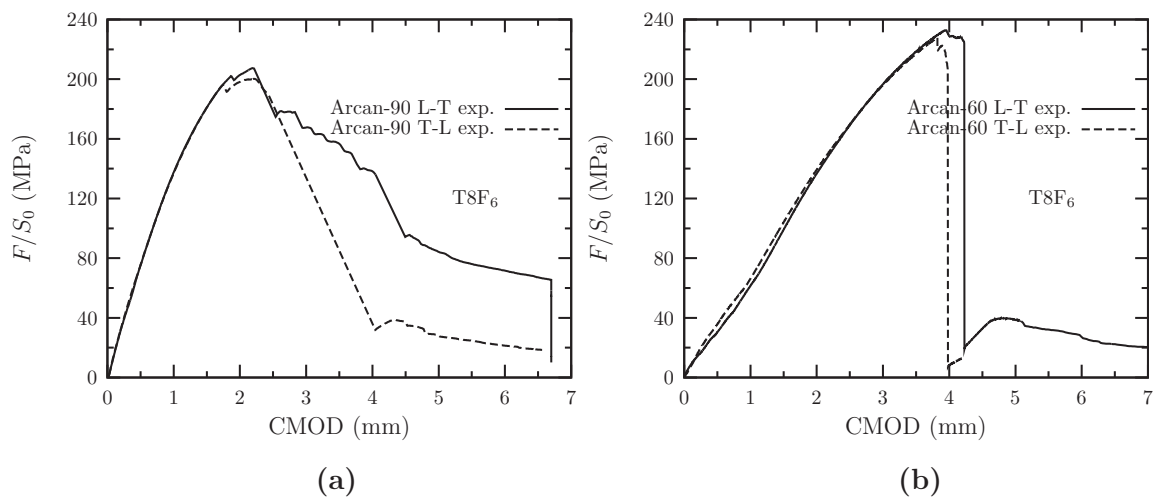 240
200
160
120
80
40
0
F/S0 (MPa)
Arcan-90 L-T exp.
Arcan-90 T-L exp.
T8F6
0 1 2 3 4 5 6 7
CMOD (mm)
(a)
240
200
160
120
80
40
0
F/S0 (MPa)
Arcan-60 L-T exp.
Arcan-60 T-L exp.
T8F6
0 1 2 3 4 5 6 7
CMOD (mm)
(b)